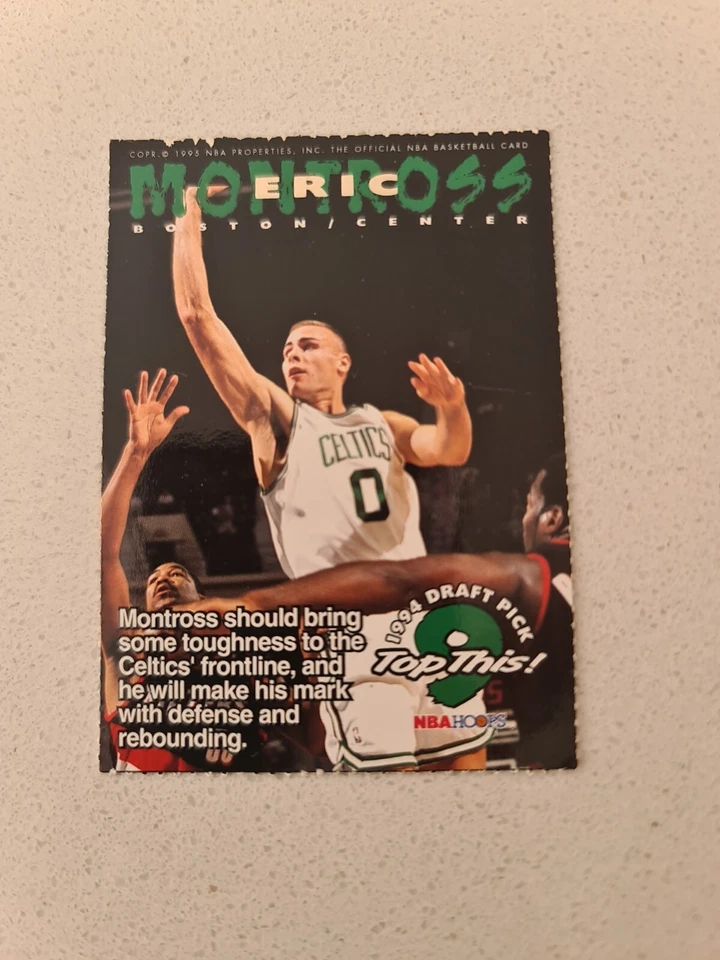 COPR.© 1995 NBA PROPERTIES, INC. THE OFFICIAL NBA BASKETBALL CARD
ERIC
MONTROSS
BOSTON/CENTER
CELTICS
0
Montross should bring
some toughness to the
Celtics' frontline, and
he will make his mark
with defense and
rebounding.
1994 DRAFT PICK
9
Top This!
NBA HOOPS